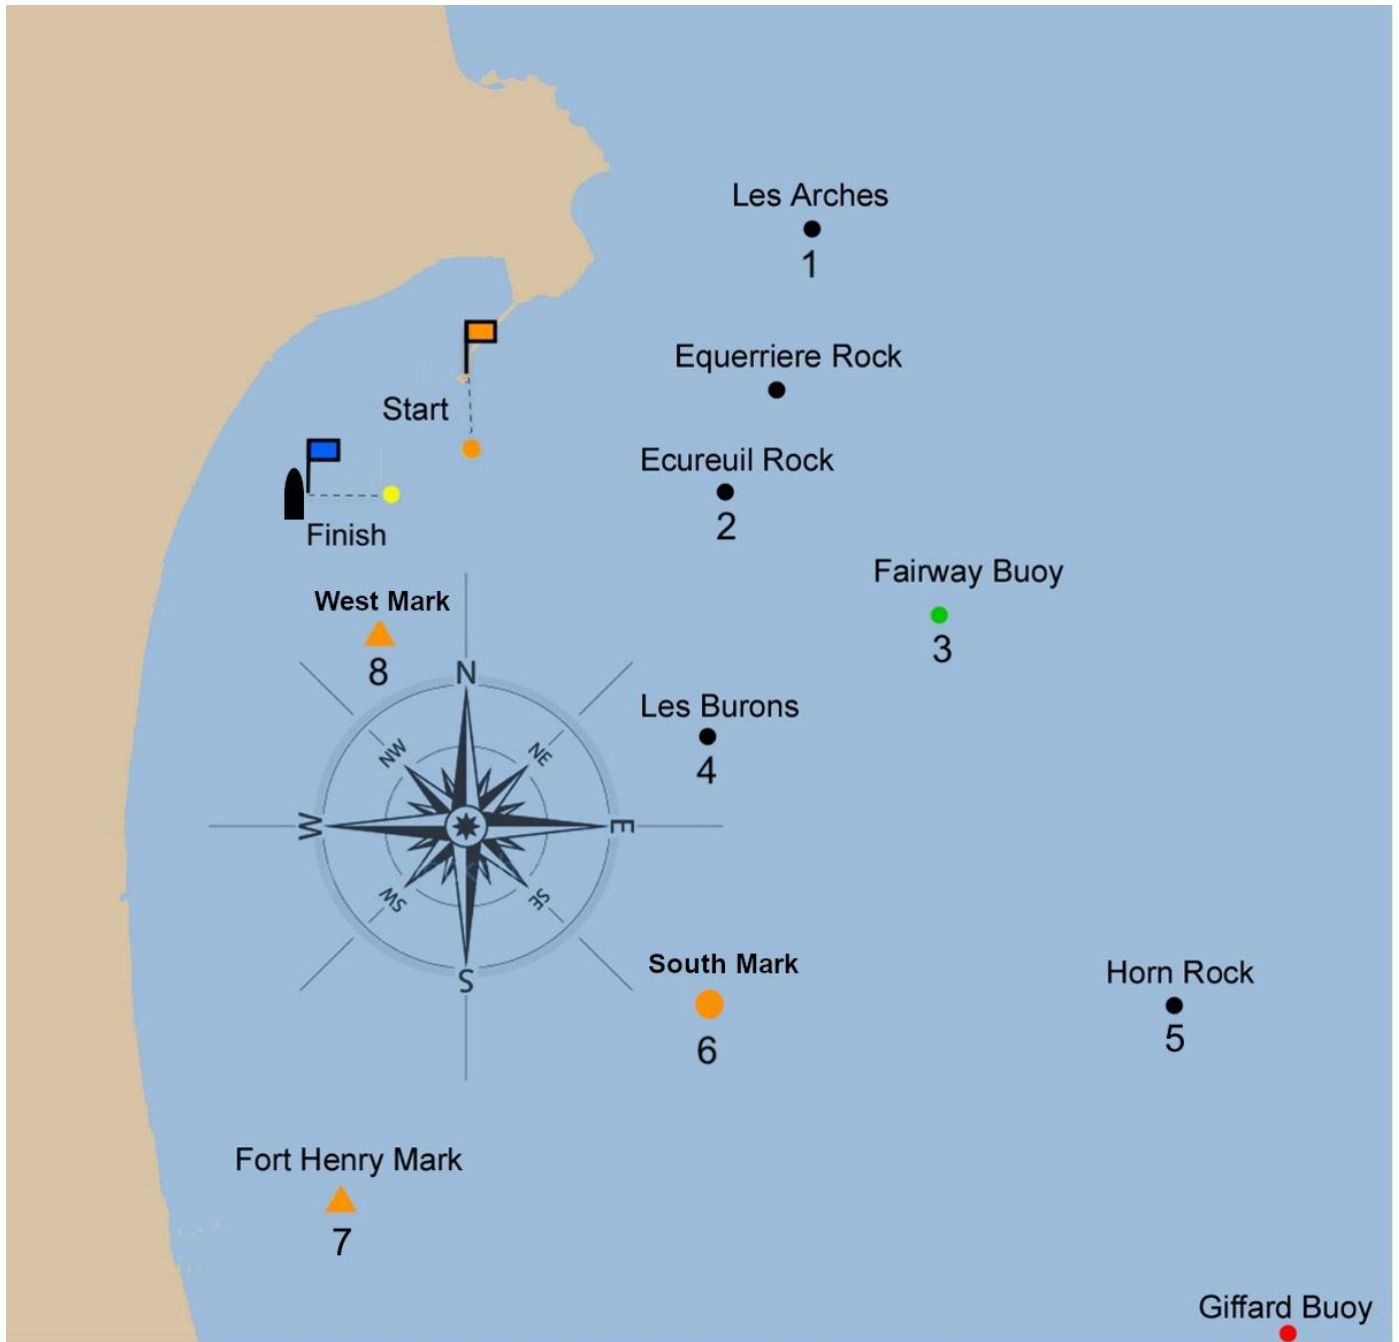 Les Arches
1
Equerriere Rock
Start
Ecureuil Rock
2
Finish
Fairway Buoy
3
West Mark
8
N
Les Burons
4
NW
NE
W
E
SW
SE
S
South Mark
6
Horn Rock
5
Fort Henry Mark
7
Giffard Buoy